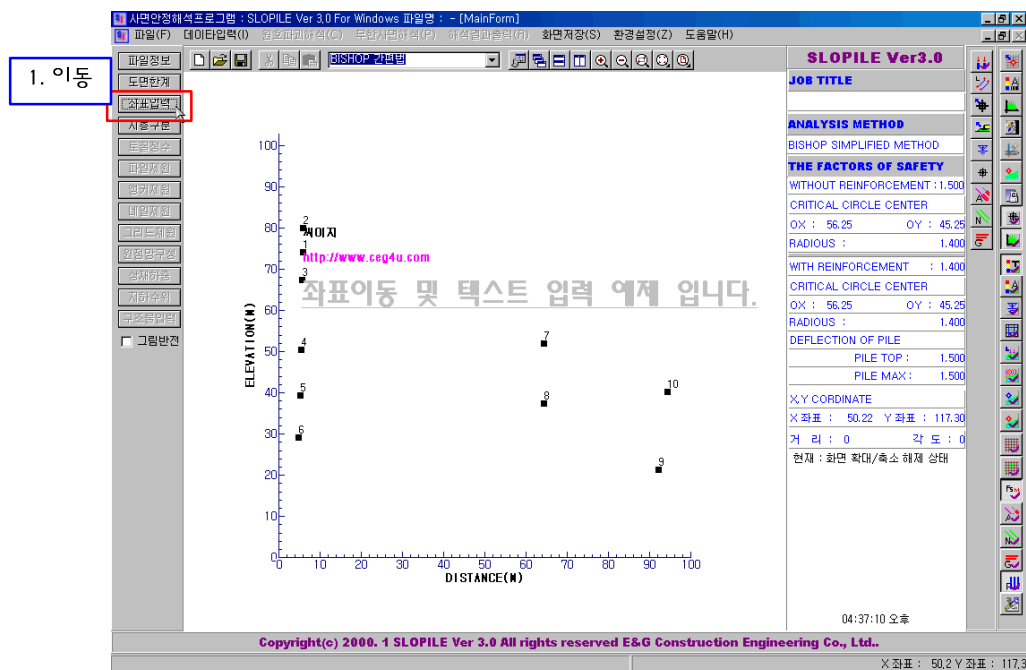 사면안정해석프로그램 : SLOPILE Ver 3,0 For Windows 파일명 : - [MainForm]
파일(F) 데이타입력(I) 원호파괴해석(C) 무한사면해석(P) 해석결과출력(R) 화면저장(S) 환경설정(Z) 도움말(H)
1. 이동
파일정보
도면한계
좌표입력
지층구분
토질정수
파일제원
앵커제원
네일제원
그리드제원
원점망구성
상재하중
지하수위
구조물입력
그림반전
BISHOP 간편법
100
90
80
70
60
50
40
30
20
10
0
ELEVATION(M)
0 10 20 30 40 50 60 70 80 90 100
DISTANCE(M)
2
씨이지
1
http://www.ceg4u.com
3
좌표이동 및 텍스트 입력 예제 입니다.
4
7
5
8
10
6
9
SLOPILE Ver3.0
JOB TITLE
ANALYSIS METHOD
BISHOP SIMPLIFIED METHOD
THE FACTORS OF SAFETY
WITHOUT REINFORCEMENT : 1.500
CRITICAL CIRCLE CENTER
OX : 56.25 OY : 45.25
RADIOUS : 1.400
WITH REINFORCEMENT : 1.400
CRITICAL CIRCLE CENTER
OX : 56.25 OY : 45.25
RADIOUS : 1.400
DEFLECTION OF PILE
PILE TOP : 1.500
PILE MAX : 1.500
X,Y CORDINATE
X 좌표 : 50.22 Y 좌표 : 117.30
거 리 : 0 각 도 : 0
현재 : 화면 확대/축소 해제 상태
04:37:10 오후
Copyright(c) 2000. 1 SLOPILE Ver 3.0 All rights reserved E&G Construction Engineering Co., Ltd..
X 좌표 : 50,2 Y 좌표 : 117,3